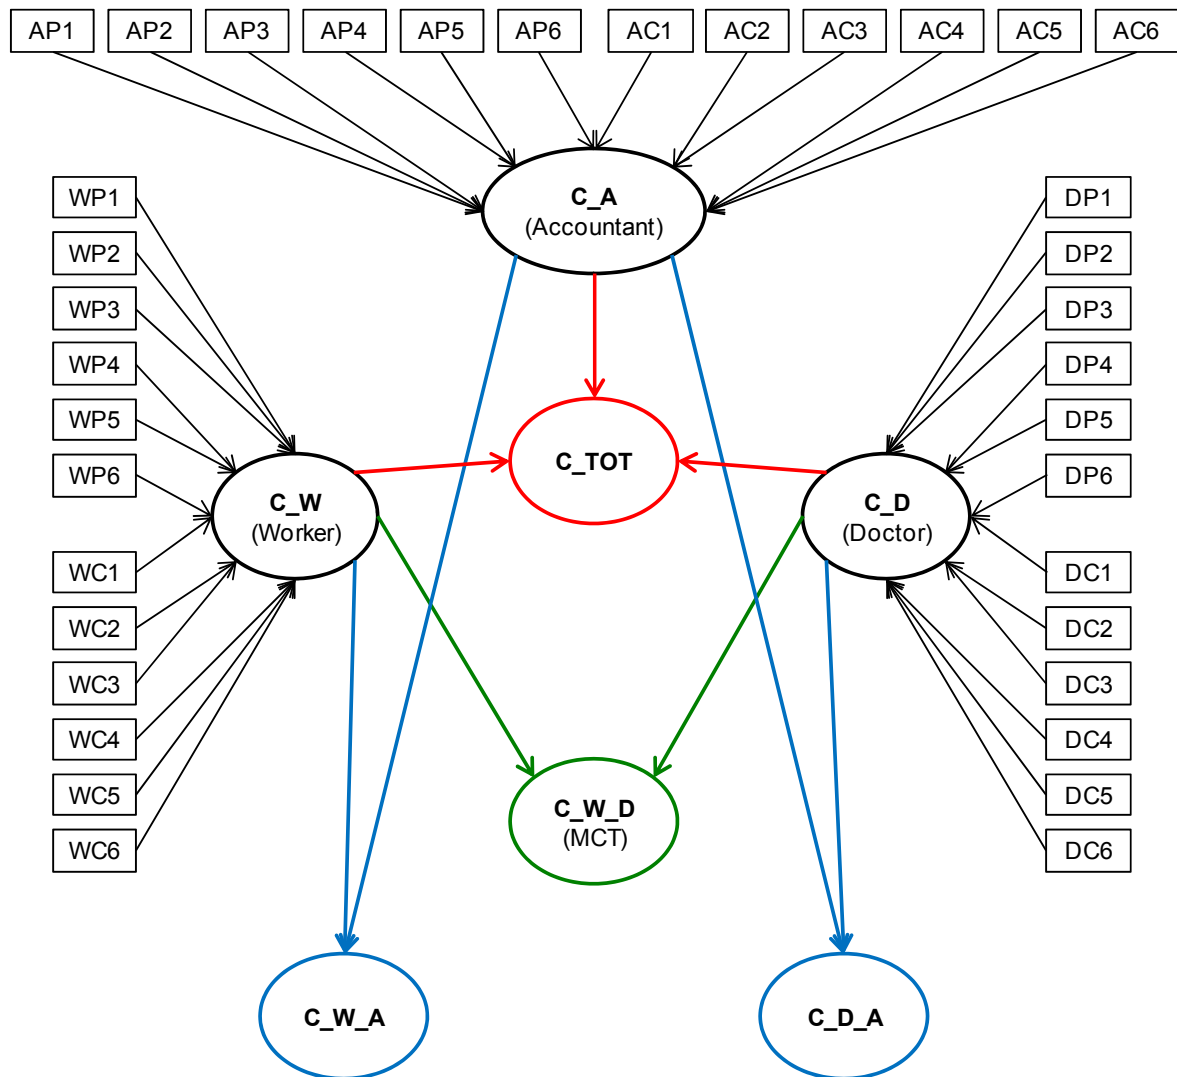 AP1
AP2
AP3
AP4
AP5
AP6
AC1
AC2
AC3
AC4
AC5
AC6
C_A
(Accountant)
WP1
WP2
WP3
WP4
WP5
WP6
WC1
WC2
WC3
WC4
WC5
WC6
C_W
(Worker)
C_TOT
C_D
(Doctor)
DP1
DP2
DP3
DP4
DP5
DP6
DC1
DC2
DC3
DC4
DC5
DC6
C_W_D
(MCT)
C_W_A
C_D_A